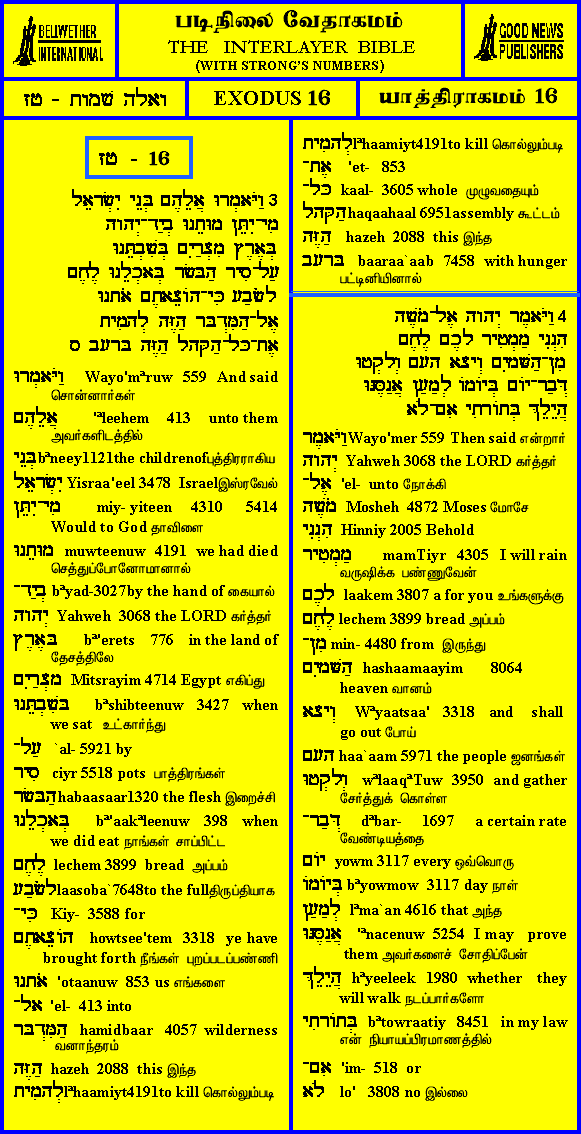 BELLWETHER INTERNATIONAL
படிநிலை வேதாகமம்
THE INTERLAYER BIBLE
(WITH STRONG'S NUMBERS)
GOOD NEWS PUBLISHERS
ואלה שמות - טז
EXODUS 16
யாத்திராகமம் 16
טז - 16
3 וַיֹּאמְרוּ אֲלֵהֶם בְּנֵי יִשְׂרָאֵל
מִי־יִתֵּן מוּתֵנוּ בְיַד־יְהוָה
בְּאֶרֶץ מִצְרַיִם בְּשִׁבְתֵּנוּ
עַל־סִיר הַבָּשָׂר בְּאָכְלֵנוּ לֶחֶם
לָשֹׂבַע כִּי־הוֹצֵאתֶם אֹתָנוּ
אֶל־הַמִּדְבָּר הַזֶּה לְהָמִית
אֶת־כָּל־הַקָּהָל הַזֶּה בָּרָעָב ס
וַיֹּאמְרוּ Wayo'mªruw 559 And said
சொன்னார்கள்
אֲלֵהֶם 'ªleehem 413 unto them
அவர்களிடத்தில்
בְּנֵי bªneey1121the childrenofபுத்திரராகிய
יִשְׂרָאֵל Yisraa'eel 3478 Israelஇஸ்ரவேல்
מִי־יִתֵּן miy- yiteen 4310 5414
Would to God தாவிளை
מוּתֵנוּ muwteenuw 4191 we had died
செத்துப்போனோமானால்
בְיַד־ bªyad-3027by the hand of கையால்
יְהוָה Yahweh 3068 the LORD கர்த்தர்
בְּאֶרֶץ bª'erets 776 in the land of
தேசத்திலே
מִצְרַיִם Mitsrayim 4714 Egypt எகிப்து
בְּשִׁבְתֵּנוּ bªshibteenuw 3427 when
we sat உட்கார்ந்து
עַל־ `al- 5921 by
סִיר ciyr 5518 pots பாத்திரங்கள்
הַבָּשָׂר habaasaar1320 the flesh இறைச்சி
בְּאָכְלֵנוּ bª'aakªleenuw 398 when
we did eat நாங்கள் சாப்பிட்ட
לֶחֶם lechem 3899 bread அப்பம்
לָשֹׂבַע laasoba`7648to the fullதிருப்தியாக
כִּי־ Kiy- 3588 for
הוֹצֵאתֶם howtsee'tem 3318 ye have
brought forth நீங்கள் புறப்படப்பண்ணி
אֹתָנוּ 'otaanuw 853 us எங்களை
אֶל־ 'el- 413 into
הַמִּדְבָּר hamidbaar 4057 wilderness
வனாந்தரம்
הַזֶּה hazeh 2088 this இந்த
לְהָמִית lªhaamiyt4191to kill கொல்லும்படி
לְהָמִית lªhaamiyt4191to kill கொல்லும்படி
אֶת־ 'et- 853
כָּל־ kaal- 3605 whole முழுவதையும்
הַקָּהָל haqaahaal 6951assembly கூட்டம்
הַזֶּה hazeh 2088 this இந்த
בָּרָעָב baaraa`aab 7458 with hunger
பட்டினியினால்
4 וַיֹּאמֶר יְהוָה אֶל־מֹשֶׁה
הִנְנִי מַמְטִיר לָכֶם לֶחֶם
מִן־הַשָּׁמָיִם וְיָצָא הָעָם וְלָקְטוּ
דְּבַר־יוֹם בְּיוֹמוֹ לְמַעַן אֲנַסֶּנּוּ
הֲיֵלֵךְ בְּתוֹרָתִי אִם־לֹא
וַיֹּאמֶר Wayo'mer 559 Then said என்றார்
יְהוָה Yahweh 3068 the LORD கர்த்தர்
אֶל־ 'el- unto நோக்கி
מֹשֶׁה Mosheh 4872 Moses மோசே
הִנְנִי Hinniy 2005 Behold
מַמְטִיר mamTiyr 4305 I will rain
வருஷிக்க பண்ணுவேன்
לָכֶם laakem 3807 a for you உங்களுக்கு
לֶחֶם lechem 3899 bread அப்பம்
מִן־ min- 4480 from இருந்து
הַשָּׁמָיִם hashaamaayim 8064
heaven வானம்
וְיָצָא Wªyaatsaa' 3318 and shall
go out போய்
הָעָם haa`aam 5971 the people ஜனங்கள்
וְלָקְטוּ wªlaaqªTuw 3950 and gather
சேர்த்துக் கொள்ள
דְּבַר־ dªbar- 1697 a certain rate
வேண்டியத்தை
יוֹם yowm 3117 every ஒவ்வொரு
בְּיוֹמוֹ bªyowmow 3117 day நாள்
לְמַעַן lªma`an 4616 that அந்த
אֲנַסֶּנּוּ 'ªnacenuw 5254 I may prove
them அவர்களைச் சோதிப்பேன்
הֲיֵלֵךְ hªyeeleek 1980 whether they
will walk நடப்பார்களோ
בְּתוֹרָתִי bªtowraatiy 8451 in my law
என் நியாயப்பிரமாணத்தில்
אִם־ 'im- 518 or
לֹא lo' 3808 no இல்லை